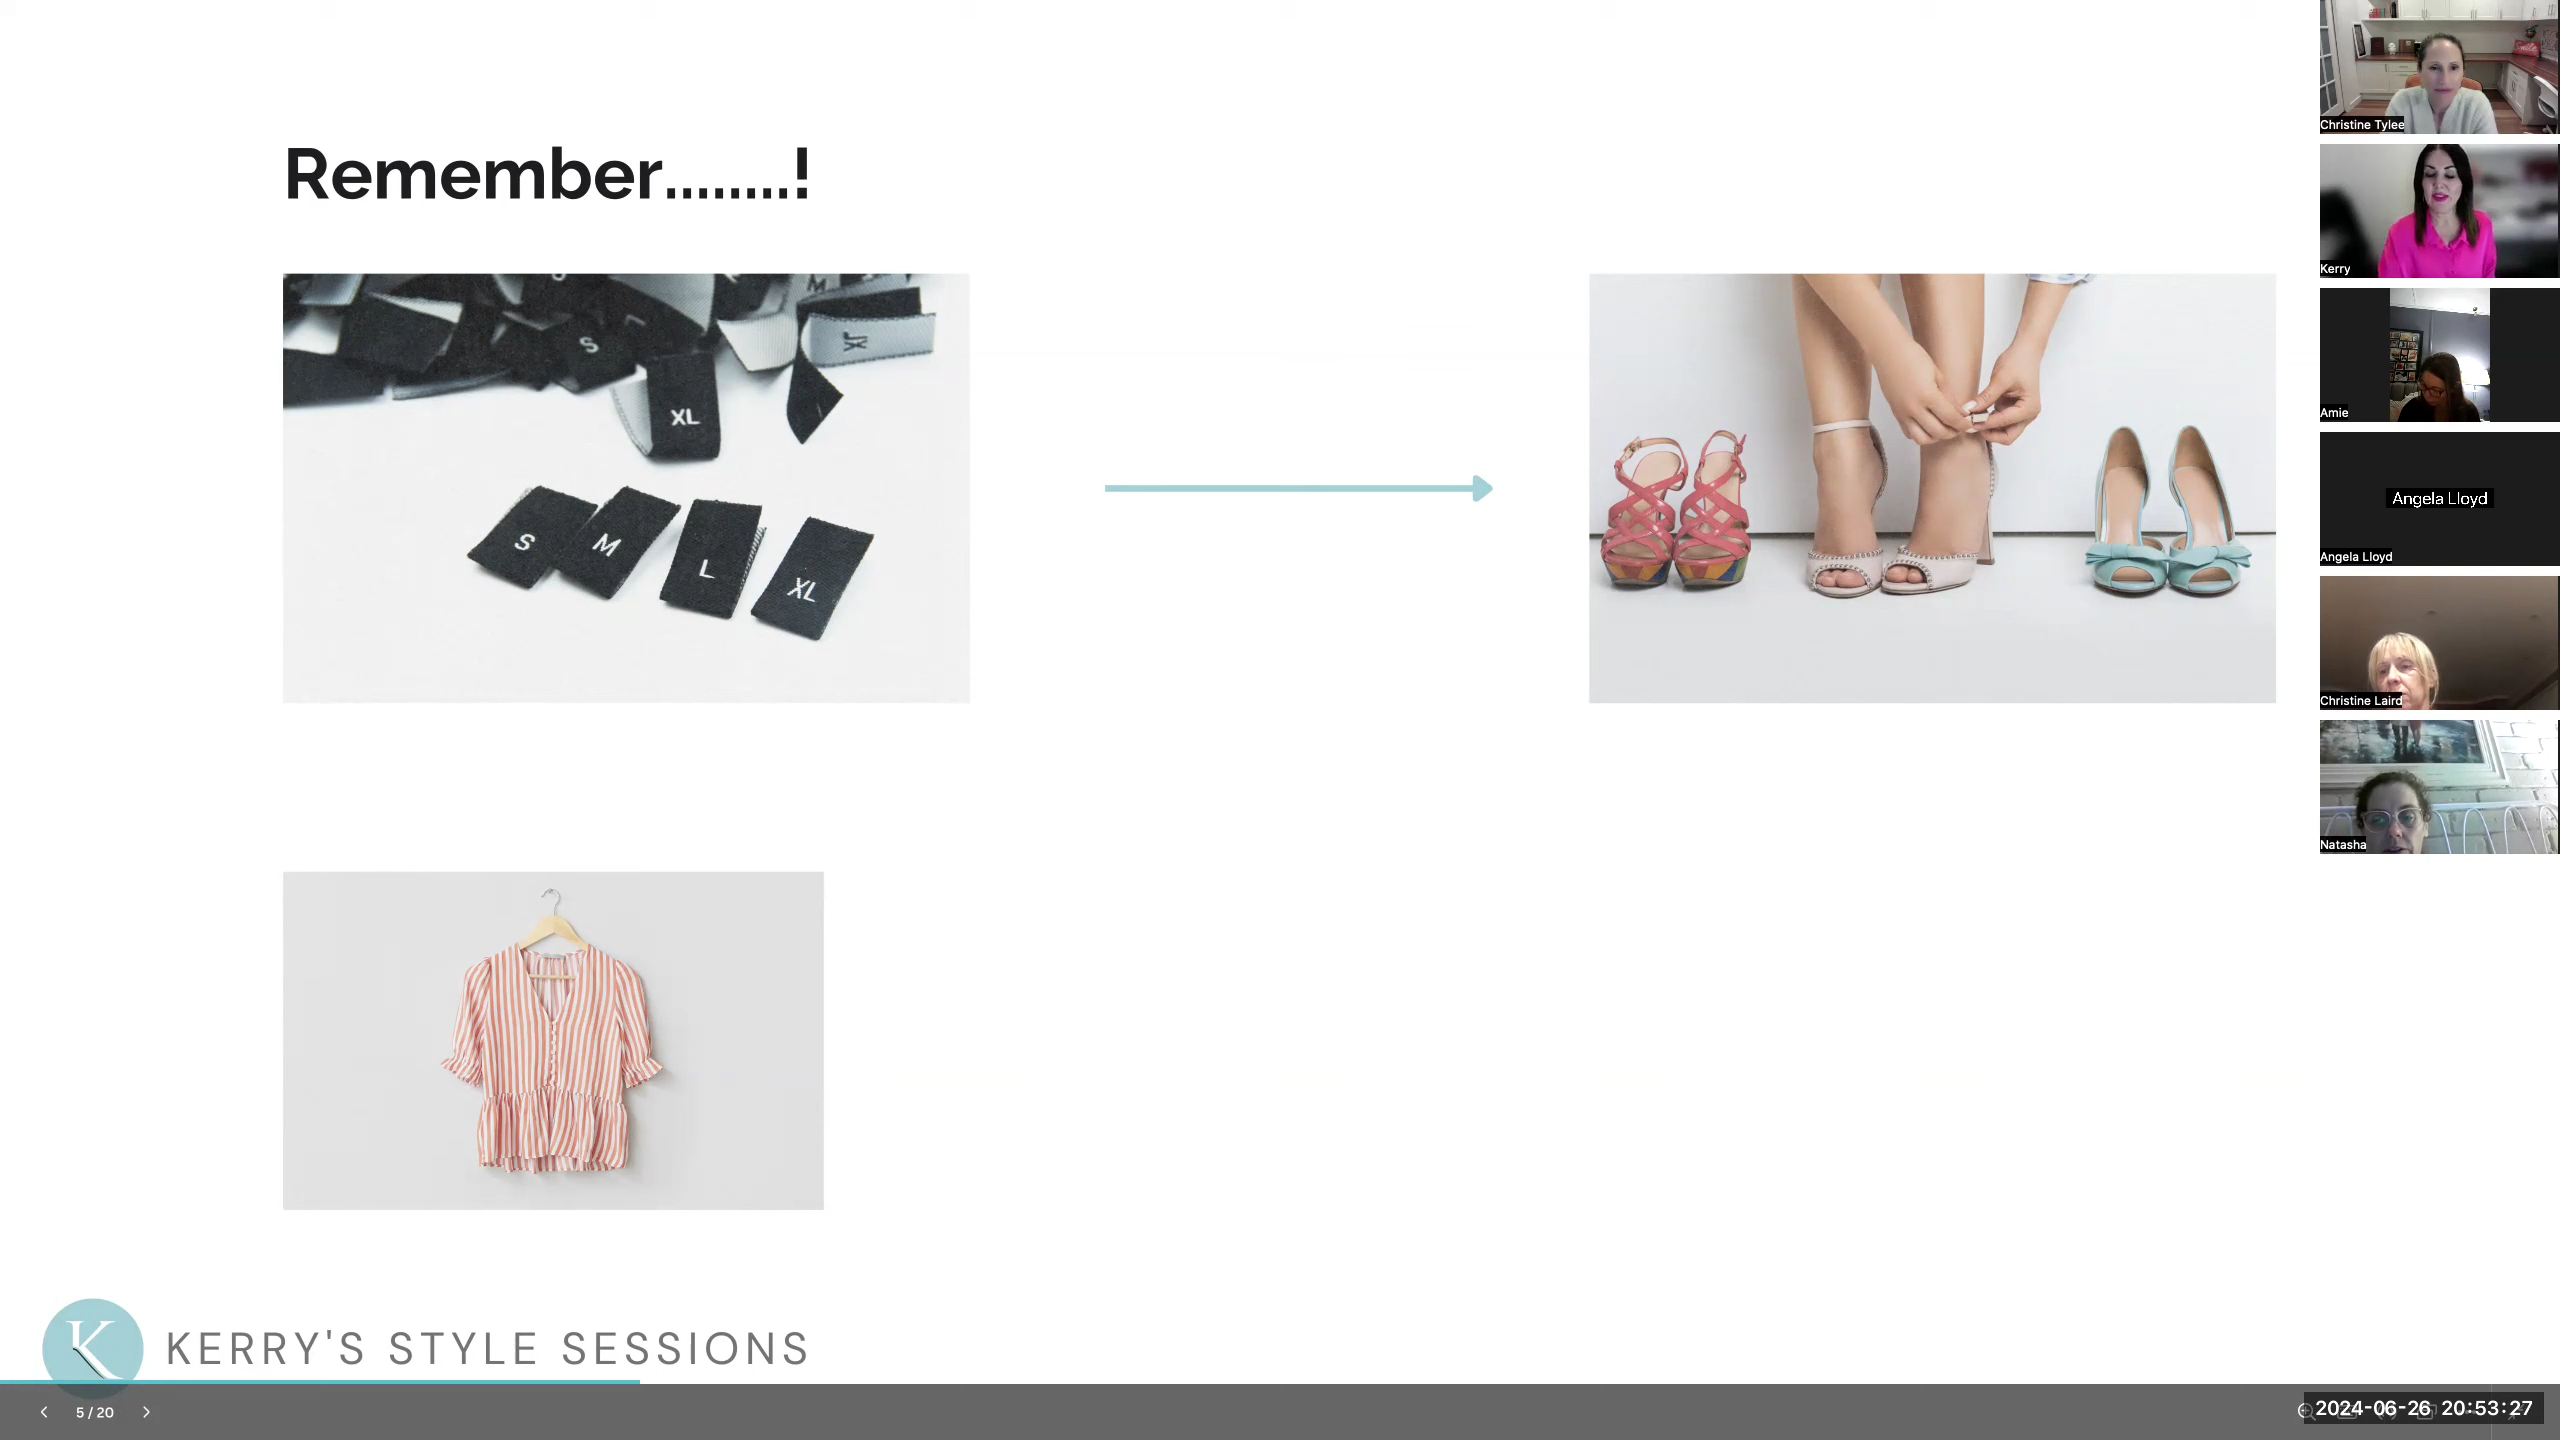 Remember........!
M
S
XL
XL
S
M
L
XL
Christine Tylee
Kerry
Amie
Angela Lloyd
Angela Lloyd
Christine Laird
Natasha
K KERRY'S STYLE SESSIONS
5 / 20
2024-06-26 20:53:27